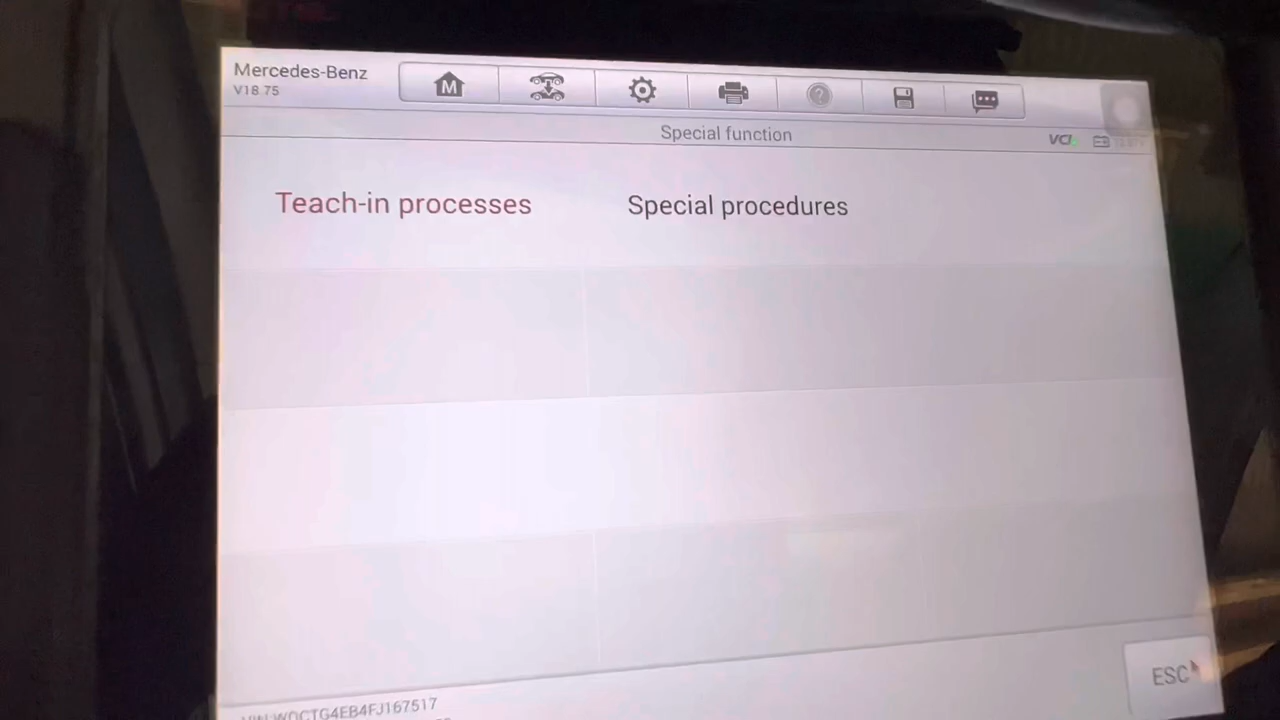 Mercedes-Benz
V18.75
M
Special function
VCI
Teach-in processes
Special procedures
ESC